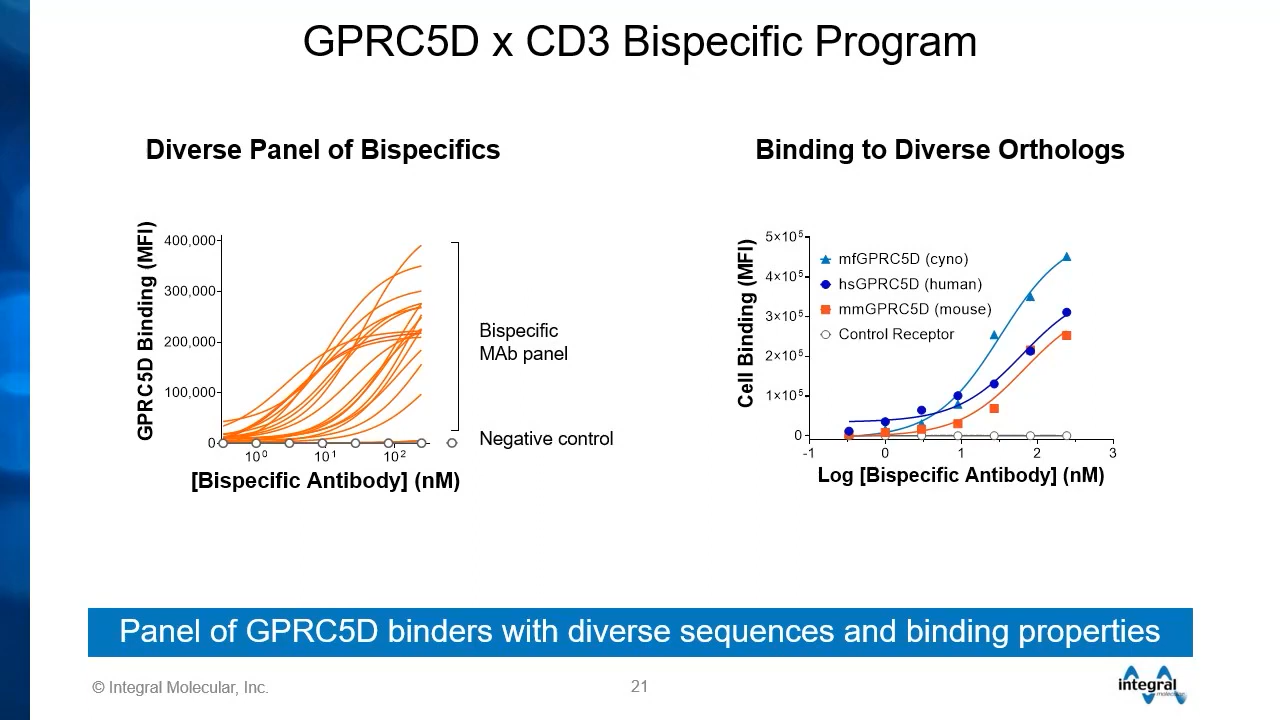 GPRC5D x CD3 Bispecific Program
Diverse Panel of Bispecifics
GPRC5D Binding (MFI)
400,000
300,000
200,000
100,000
0
10⁰
10¹
10²
[Bispecific Antibody] (nM)
Bispecific
MAb panel
Negative control
Binding to Diverse Orthologs
Cell Binding (MFI)
5×10⁵
4×10⁵
3×10⁵
2×10⁵
1×10⁵
0
mfGPRC5D (cyno)
hsGPRC5D (human)
mmGPRC5D (mouse)
Control Receptor
-1
0
1
2
3
Log [Bispecific Antibody] (nM)
Panel of GPRC5D binders with diverse sequences and binding properties
© Integral Molecular, Inc.
21
integral
molecular